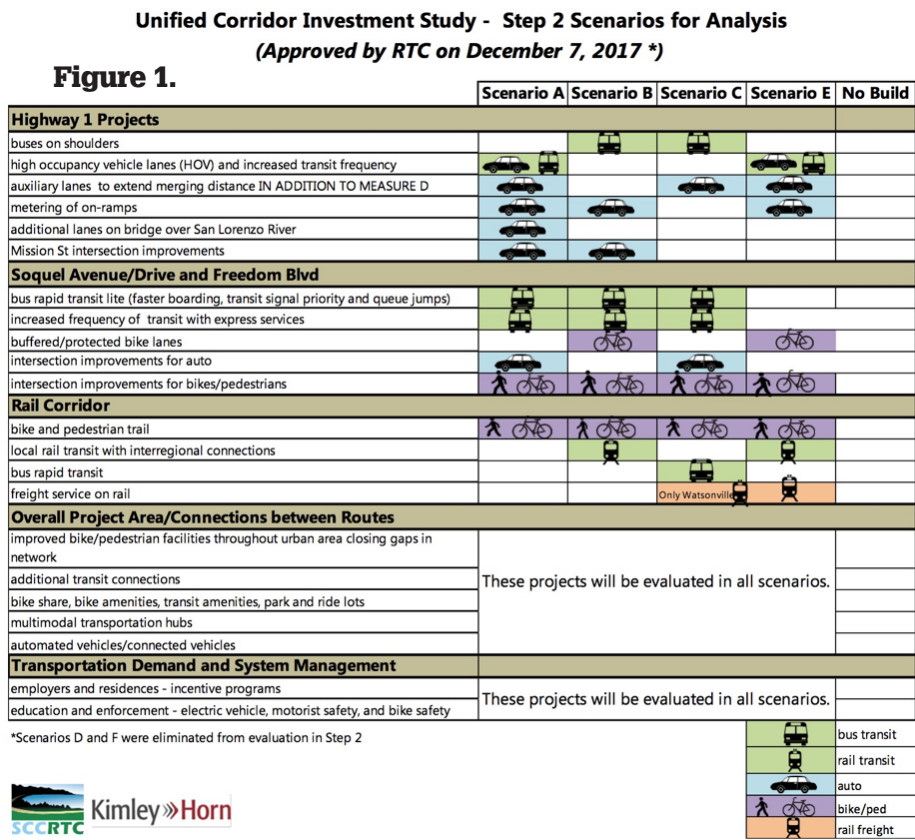 Unified Corridor Investment Study - Step 2 Scenarios for Analysis
(Approved by RTC on December 7, 2017 *)
Figure 1.
Scenario A Scenario B Scenario C Scenario E No Build
Highway 1 Projects
buses on shoulders
high occupancy vehicle lanes (HOV) and increased transit frequency
auxiliary lanes to extend merging distance IN ADDITION TO MEASURE D
metering of on-ramps
additional lanes on bridge over San Lorenzo River
Mission St intersection improvements
Soquel Avenue/Drive and Freedom Blvd
bus rapid transit lite (faster boarding, transit signal priority and queue jumps)
increased frequency of transit with express services
buffered/protected bike lanes
intersection improvements for auto
intersection improvements for bikes/pedestrians
Rail Corridor
bike and pedestrian trail
local rail transit with interregional connections
bus rapid transit
freight service on rail
Only Watsonville
Overall Project Area/Connections between Routes
improved bike/pedestrian facilities throughout urban area closing gaps in
network
additional transit connections
bike share, bike amenities, transit amenities, park and ride lots
multimodal transportation hubs
automated vehicles/connected vehicles
These projects will be evaluated in all scenarios.
Transportation Demand and System Management
employers and residences - incentive programs
education and enforcement - electric vehicle, motorist safety, and bike safety
These projects will be evaluated in all scenarios.
*Scenarios D and F were eliminated from evaluation in Step 2
bus transit
rail transit
auto
bike/ped
rail freight
SCCRTC
Kimley»Horn